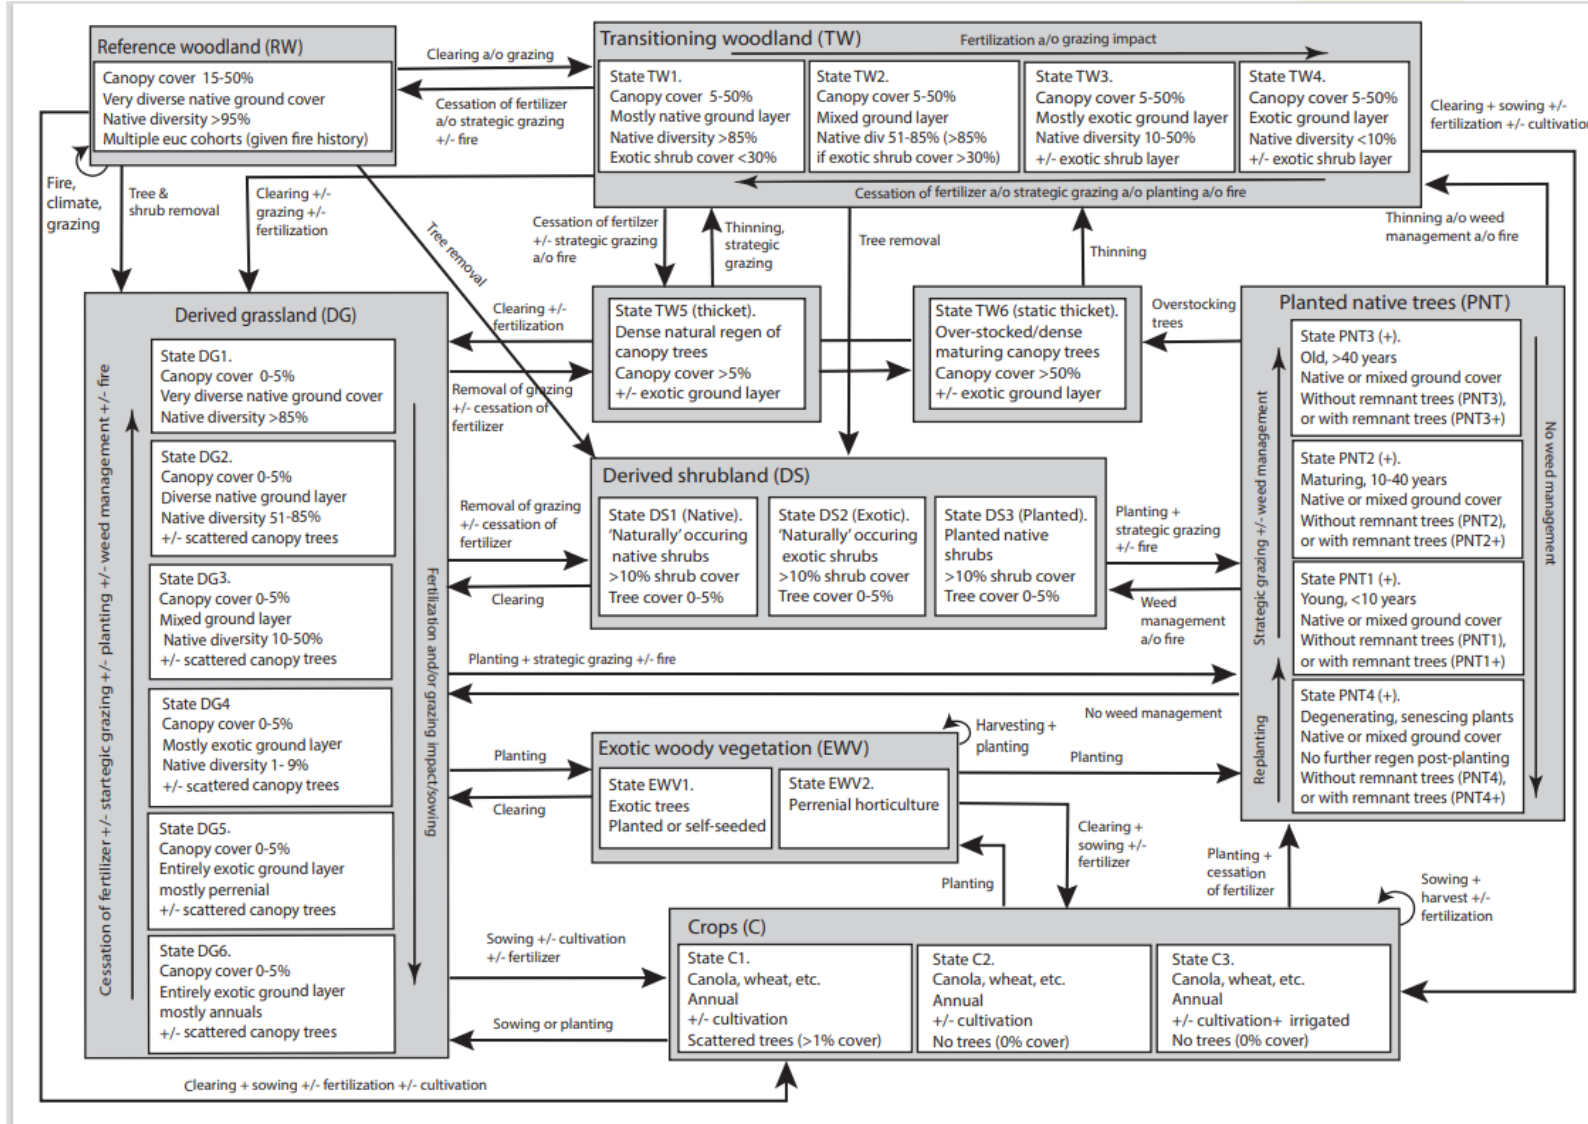 Reference woodland (RW)
Canopy cover 15-50%
Very diverse native ground cover
Native diversity >95%
Multiple euc cohorts (given fire history)
Clearing a/o grazing
Cessation of fertilizer
a/o strategic grazing
+/- fire
Transitioning woodland (TW)
Fertilization a/o grazing impact
State TW1.
Canopy cover 5-50%
Mostly native ground layer
Native diversity >85%
Exotic shrub cover <30%
State TW2.
Canopy cover 5-50%
Mixed ground layer
Native div 51-85% (>85%
if exotic shrub cover >30%)
State TW3.
Canopy cover 5-50%
Mostly exotic ground layer
Native diversity 10-50%
+/- exotic shrub layer
State TW4.
Canopy cover 5-50%
Exotic ground layer
Native diversity <10%
+/- exotic shrub layer
Cessation of fertilizer a/o strategic grazing a/o planting a/o fire
Clearing + sowing +/-
fertilization +/- cultivation
Fire,
climate,
grazing
Tree &
shrub removal
Clearing +/-
grazing +/-
fertilization
Tree removal
Cessation of fertilzer
+/- strategic grazing
a/o fire
Thinning,
strategic
grazing
Tree removal
Thinning
Thinning a/o weed
management a/o fire
Derived grassland (DG)
State DG1.
Canopy cover 0-5%
Very diverse native ground cover
Native diversity >85%
State DG2.
Canopy cover 0-5%
Diverse native ground layer
Native diversity 51-85%
+/- scattered canopy trees
State DG3.
Canopy cover 0-5%
Mixed ground layer
Native diversity 10-50%
+/- scattered canopy trees
State DG4
Canopy cover 0-5%
Mostly exotic ground layer
Native diversity 1- 9%
+/- scattered canopy trees
State DG5.
Canopy cover 0-5%
Entirely exotic ground layer
mostly perrenial
+/- scattered canopy trees
State DG6.
Canopy cover 0-5%
Entirely exotic ground layer
mostly annuals
+/- scattered canopy trees
Cessation of fertilizer +/- startegic grazing +/- planting +/- weed management +/- fire
Fertilization and/or grazing impact/sowing
Clearing +/-
fertilization
Removal of grazing
+/- cessation of
fertilizer
State TW5 (thicket).
Dense natural regen of
canopy trees
Canopy cover >5%
+/- exotic ground layer
State TW6 (static thicket).
Over-stocked/dense
maturing canopy trees
Canopy cover >50%
+/- exotic ground layer
Overstocking
trees
Planted native trees (PNT)
State PNT3 (+).
Old, >40 years
Native or mixed ground cover
Without remnant trees (PNT3),
or with remnant trees (PNT3+)
State PNT2 (+).
Maturing, 10-40 years
Native or mixed ground cover
Without remnant trees (PNT2),
or with remnant trees (PNT2+)
State PNT1 (+).
Young, <10 years
Native or mixed ground cover
Without remnant trees (PNT1),
or with remnant trees (PNT1+)
State PNT4 (+).
Degenerating, senescing plants
Native or mixed ground cover
No further regen post-planting
Without remnant trees (PNT4),
or with remnant trees (PNT4+)
Strategic grazing +/- weed management
Replanting
No weed management
Removal of grazing
+/- cessation of
fertilizer
Clearing
Derived shrubland (DS)
State DS1 (Native).
'Naturally' occuring
native shrubs
>10% shrub cover
Tree cover 0-5%
State DS2 (Exotic).
'Naturally' occuring
exotic shrubs
>10% shrub cover
Tree cover 0-5%
State DS3 (Planted).
Planted native
shrubs
>10% shrub cover
Tree cover 0-5%
Planting +
strategic grazing
+/- fire
Weed
management
a/o fire
Planting + strategic grazing +/- fire
No weed management
Planting
Clearing
Exotic woody vegetation (EWV)
State EWV1.
Exotic trees
Planted or self-seeded
State EWV2.
Perrenial horticulture
Harvesting +
planting
Planting
Clearing +
sowing +/-
fertilizer
Planting
Planting +
cessation
of fertilizer
Sowing +
harvest +/-
fertilization
Sowing +/- cultivation
+/- fertilizer
Sowing or planting
Crops (C)
State C1.
Canola, wheat, etc.
Annual
+/- cultivation
Scattered trees (>1% cover)
State C2.
Canola, wheat, etc.
Annual
+/- cultivation
No trees (0% cover)
State C3.
Canola, wheat, etc.
Annual
+/- cultivation+ irrigated
No trees (0% cover)
Clearing + sowing +/- fertilization +/- cultivation